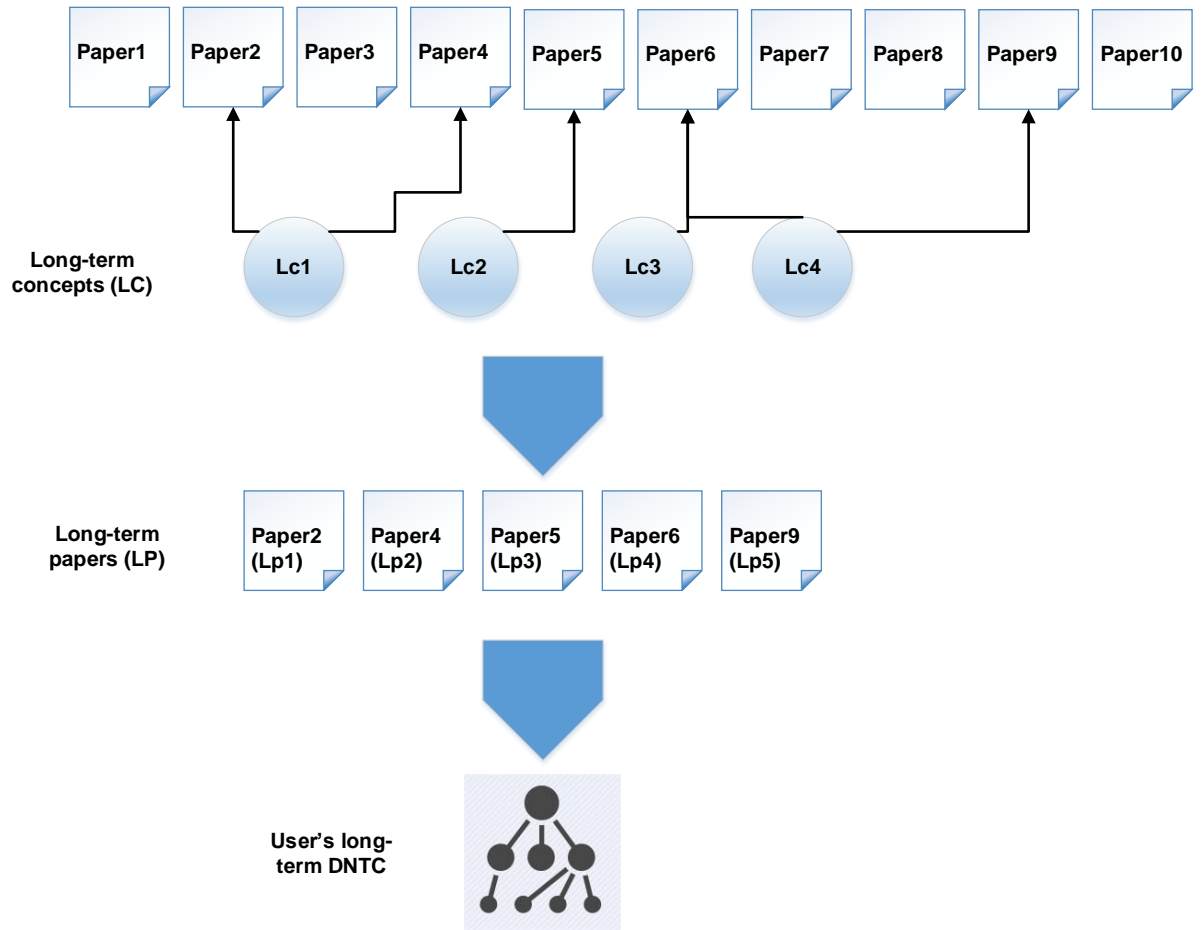 Paper1 Paper2 Paper3 Paper4 Paper5 Paper6 Paper7 Paper8 Paper9 Paper10
Long-term
concepts (LC)
Lc1 Lc2 Lc3 Lc4
Long-term
papers (LP)
Paper2 Paper4 Paper5 Paper6 Paper9
(Lp1) (Lp2) (Lp3) (Lp4) (Lp5)
User’s long-
term DNTC